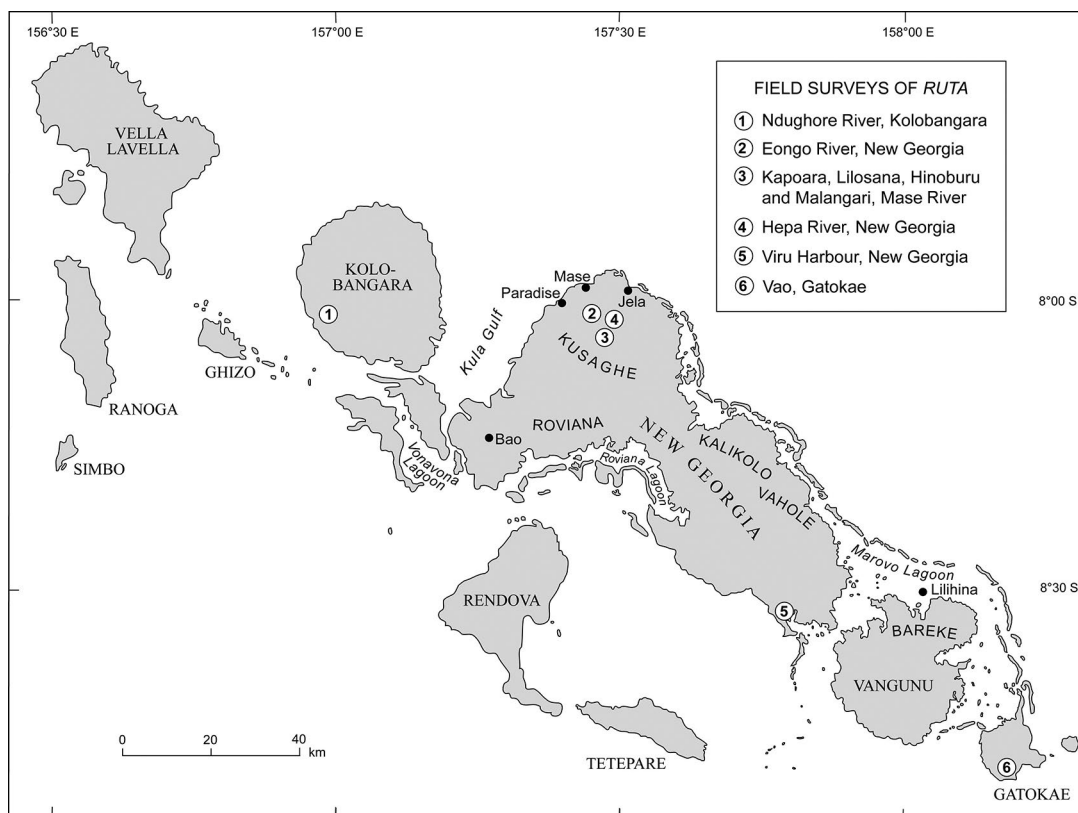 156°30 E
157°00 E
157°30 E
158°00 E
FIELD SURVEYS OF RUTA
1 Ndughore River, Kolobangara
2 Eongo River, New Georgia
3 Kapoara, Lilosana, Hinoburu
and Malangari, Mase River
4 Hepa River, New Georgia
5 Viru Harbour, New Georgia
6 Vao, Gatokae
VELLA
LAVELLA
KOLO-
BANGARA
1
Mase
Paradise
Jela
8°00 S
2
4
3
Kula Gulf
KUSAGHE
GHIZO
RANOGA
SIMBO
ROVIANA
Bao
Vonavona
Lagoon
Roviana Lagoon
NEW GEORGIA
KALIKOLO
VAHOLE
Marovo Lagoon
Lilihina
8°30 S
RENDOVA
5
BAREKE
VANGUNU
0 20 40
km
TETEPARE
6
GATOKAE